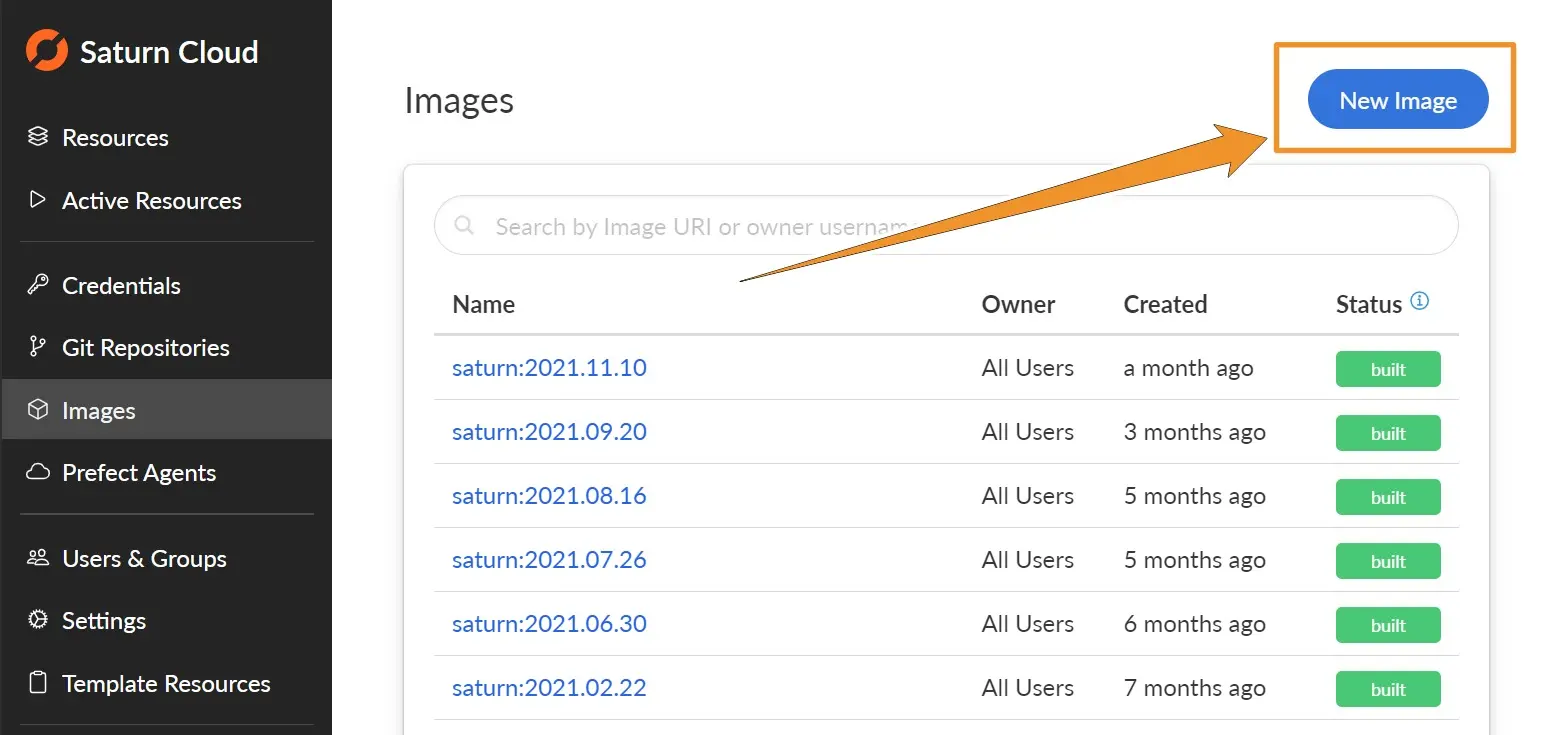 Saturn Cloud
Resources
Active Resources
Credentials
Git Repositories
Images
Prefect Agents
Users & Groups
Settings
Template Resources
Images
New Image
Search by Image URI or owner usernam
Name Owner Created Status
saturn:2021.11.10 All Users a month ago built
saturn:2021.09.20 All Users 3 months ago built
saturn:2021.08.16 All Users 5 months ago built
saturn:2021.07.26 All Users 5 months ago built
saturn:2021.06.30 All Users 6 months ago built
saturn:2021.02.22 All Users 7 months ago built